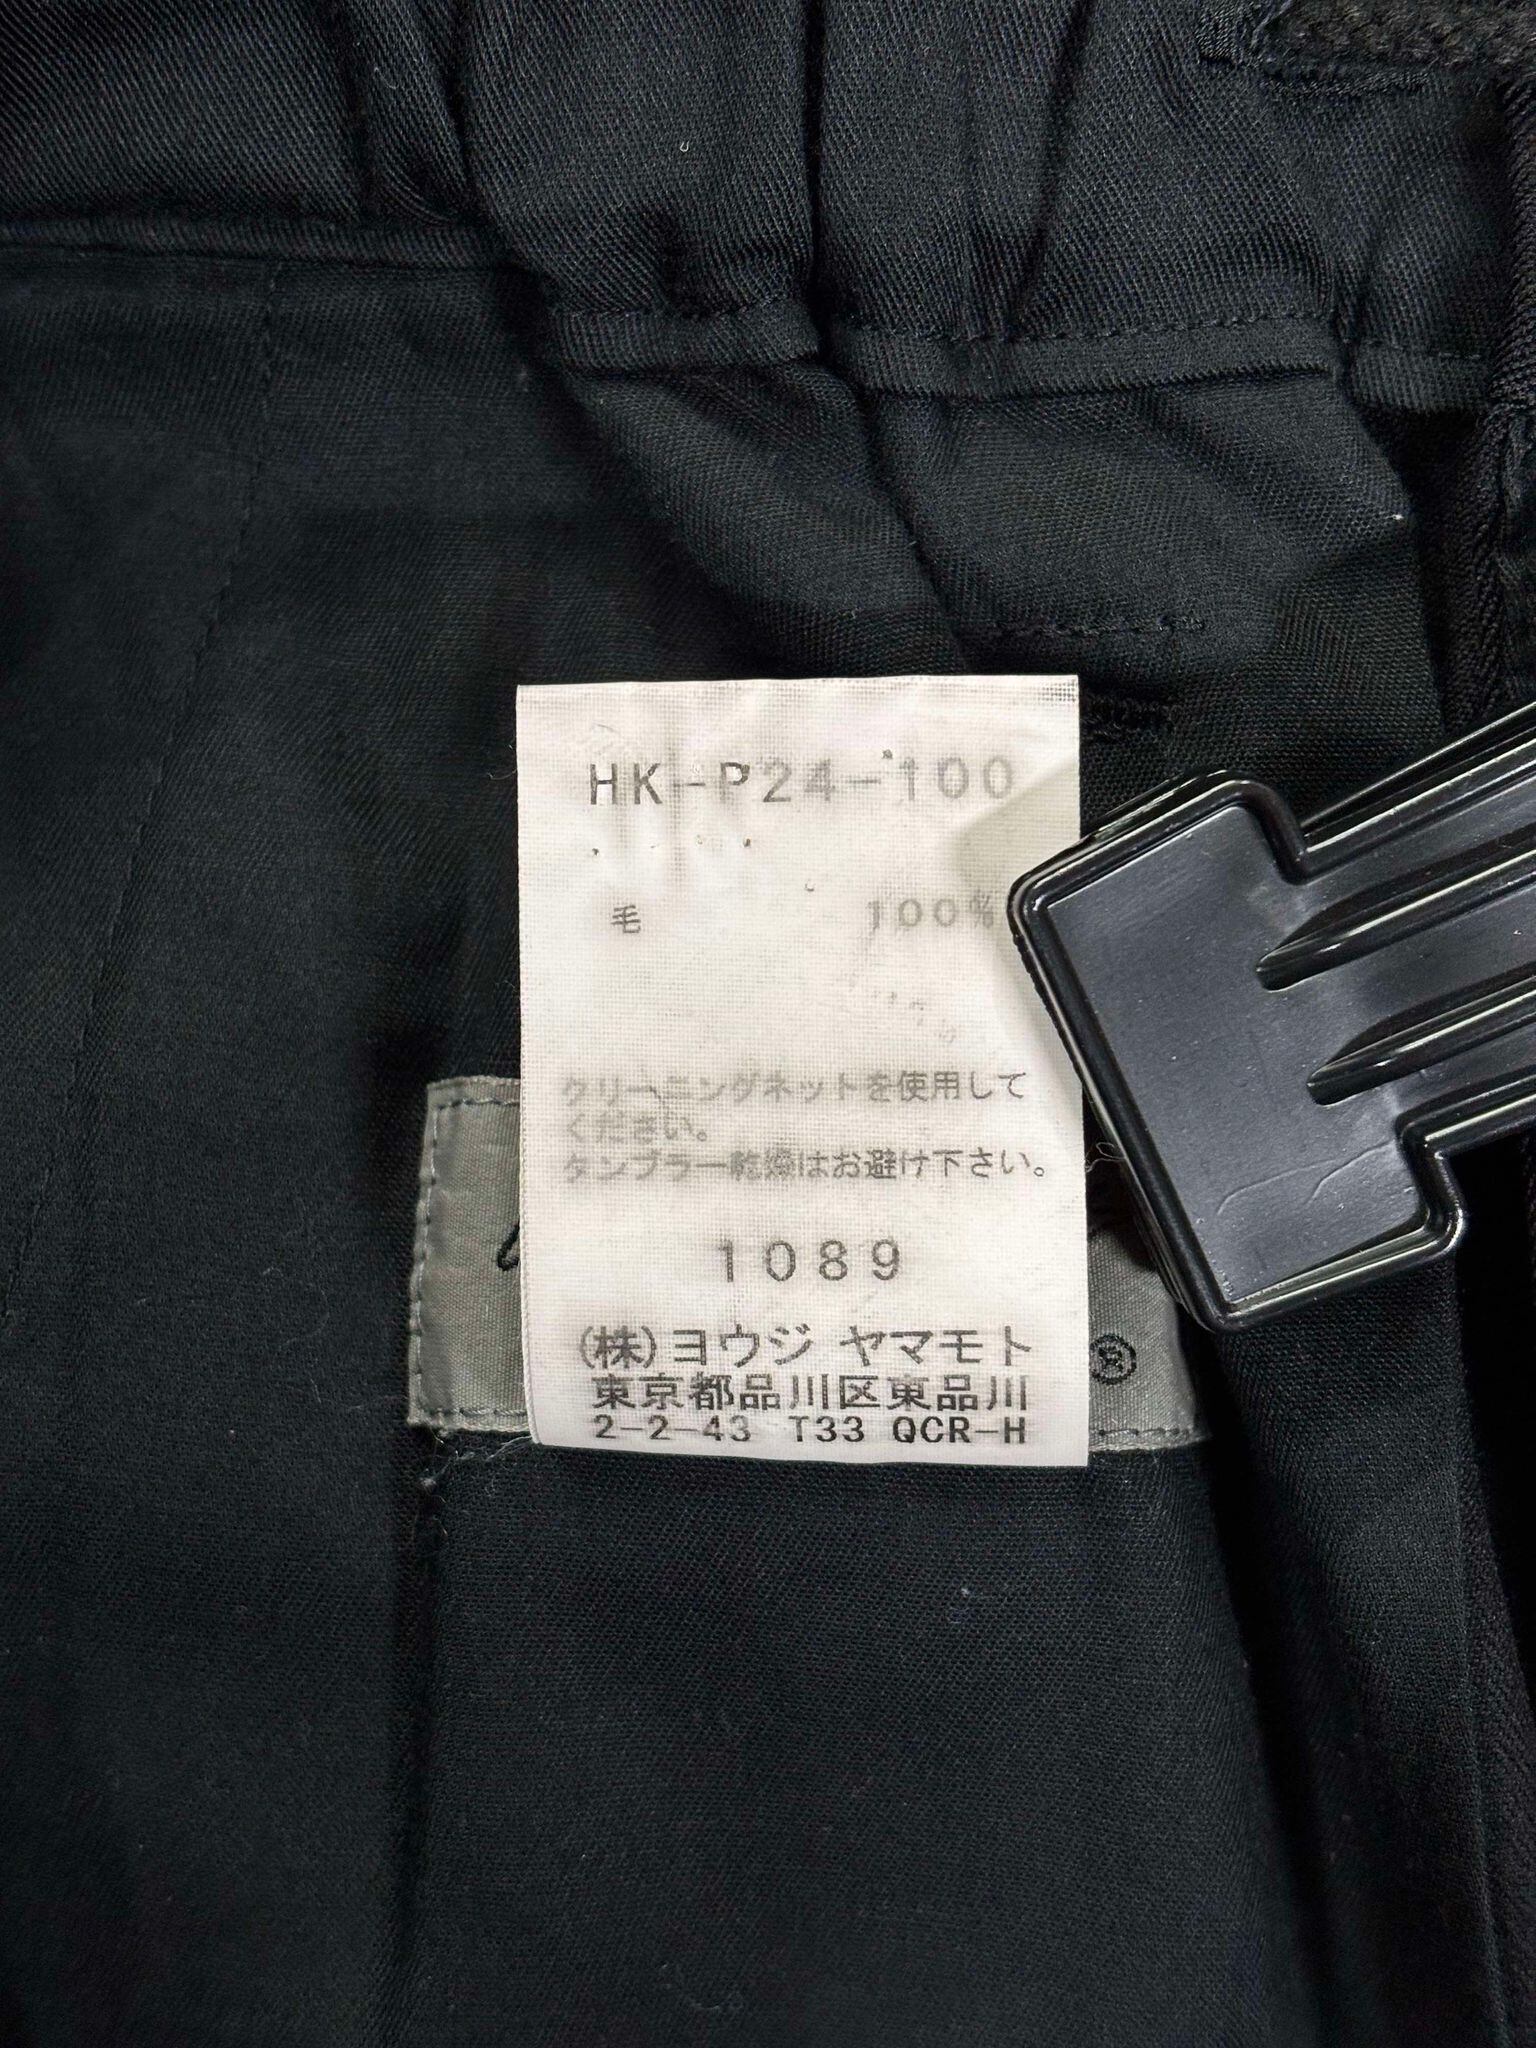 HK-P24-100
毛 100%
クリーニングネットを使用して
ください。
タンブラー乾燥はお避け下さい。
1089
(株)ヨウジ ヤマモト
東京都品川区東品川
2-2-43 T33 QCR-H
®